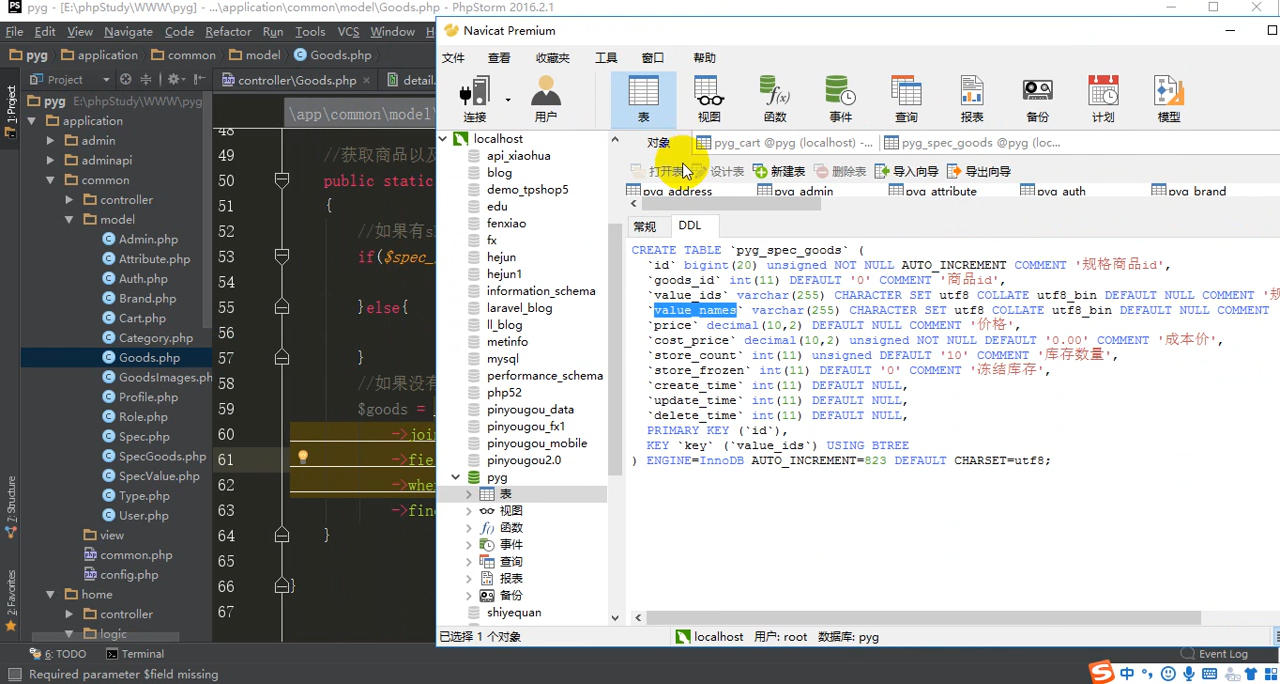 pyg - [E:\phpStudy\WWW\pyg] - ...\application\common\model\Goods.php - PhpStorm 2016.2.1
File Edit View Navigate Code Refactor Run Tools VCS Window
pyg application common model Goods.php
Project controller\Goods.php detail.
1: Project
pyg E:\phpStudy\WWW\pyg
application
admin
adminapi
common
controller
model
Admin.php
Attribute.php
Auth.php
Brand.php
Cart.php
Category.php
Goods.php
GoodsImages.ph
Profile.php
Role.php
Spec.php
SpecGoods.php
SpecValue.php
Type.php
User.php
view
common.php
config.php
home
controller
logic
7: Structure
2: Favorites
\app\common\model\
48
49 //获取商品以及
50 public static
51 {
52 //如果有s
53 if($spec_
54
55 }else{
56
57 }
58 //如果没有
59 $goods =
60 ->join
61 ->fie
62 ->whe
63 ->find
64 }
65
66 }
67
6: TODO Terminal
Event Log
Required parameter $field missing
Navicat Premium
文件 查看 收藏夹 工具 窗口 帮助
连接 用户 表 视图 函数 事件 查询 报表 备份 计划 模型
localhost
api_xiaohua
blog
demo_tpshop5
edu
fenxiao
fx
hejun
hejun1
information_schema
laravel_blog
ll_blog
metinfo
mysql
performance_schema
php52
pinyougou_data
pinyougou_fx1
pinyougou_mobile
pinyougou2.0
pyg
表
视图
函数
事件
查询
报表
备份
shiyequan
对象 pyg_cart @pyg (localhost) -... pyg_spec_goods @pyg (loc...
打开表 设计表 新建表 删除表 导入向导 导出向导
pyg_address pyg_admin pyg_attribute pyg_auth pyg_brand
常规 DDL
CREATE TABLE `pyg_spec_goods` (
`id` bigint(20) unsigned NOT NULL AUTO_INCREMENT COMMENT '规格商品id',
`goods_id` int(11) DEFAULT '0' COMMENT '商品id',
`value_ids` varchar(255) CHARACTER SET utf8 COLLATE utf8_bin DEFAULT NULL COMMENT '规
`value_names` varchar(255) CHARACTER SET utf8 COLLATE utf8_bin DEFAULT NULL COMMENT
`price` decimal(10,2) DEFAULT NULL COMMENT '价格',
`cost_price` decimal(10,2) unsigned NOT NULL DEFAULT '0.00' COMMENT '成本价',
`store_count` int(11) unsigned DEFAULT '10' COMMENT '库存数量',
`store_frozen` int(11) DEFAULT '0' COMMENT '冻结库存',
`create_time` int(11) DEFAULT NULL,
`update_time` int(11) DEFAULT NULL,
`delete_time` int(11) DEFAULT NULL,
PRIMARY KEY (`id`),
KEY `key` (`value_ids`) USING BTREE
) ENGINE=InnoDB AUTO_INCREMENT=823 DEFAULT CHARSET=utf8;
已选择 1 个对象 localhost 用户: root 数据库: pyg
中